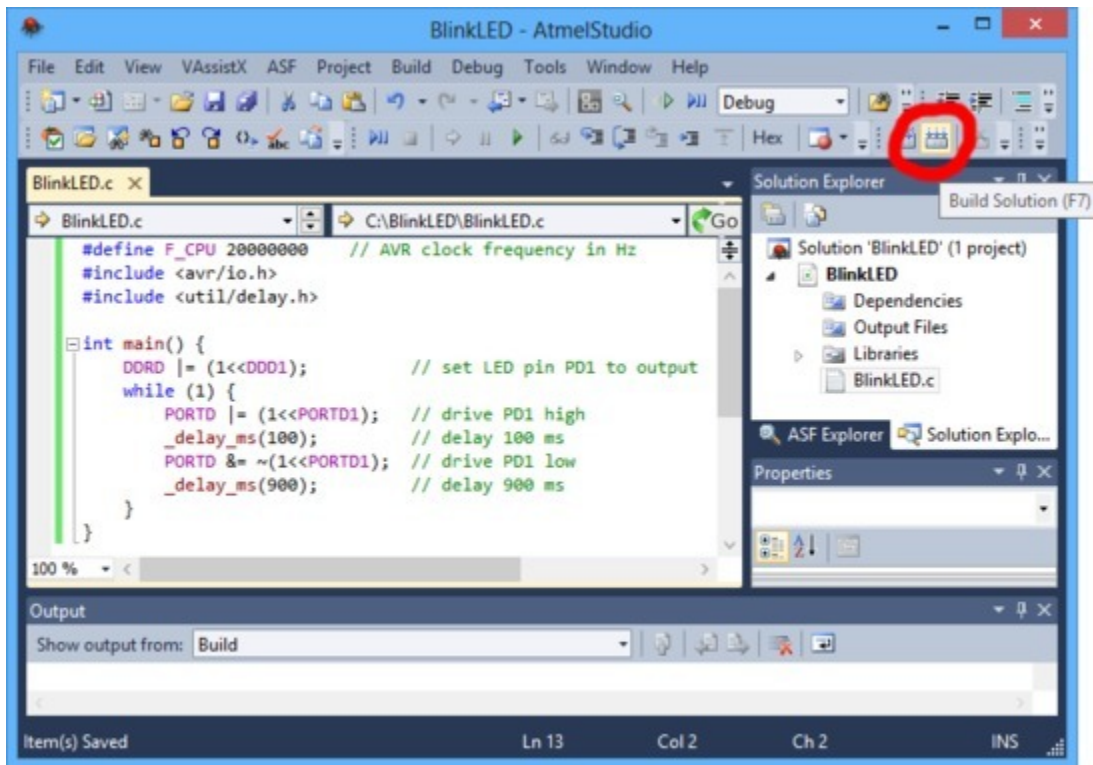 BlinkLED - AtmelStudio
File Edit View VAssistX ASF Project Build Debug Tools Window Help
Debug
Hex
BlinkLED.c
Solution Explorer
Build Solution (F7)
BlinkLED.c C:\BlinkLED\BlinkLED.c Go
#define F_CPU 20000000 // AVR clock frequency in Hz
#include <avr/io.h>
#include <util/delay.h>
int main() {
DDRD |= (1<<DDD1); // set LED pin PD1 to output
while (1) {
PORTD |= (1<<PORTD1); // drive PD1 high
_delay_ms(100); // delay 100 ms
PORTD &= ~(1<<PORTD1); // drive PD1 low
_delay_ms(900); // delay 900 ms
}
}
100 %
Solution 'BlinkLED' (1 project)
BlinkLED
Dependencies
Output Files
Libraries
BlinkLED.c
ASF Explorer Solution Explo...
Properties
Output
Show output from: Build
Item(s) Saved Ln 13 Col 2 Ch 2 INS